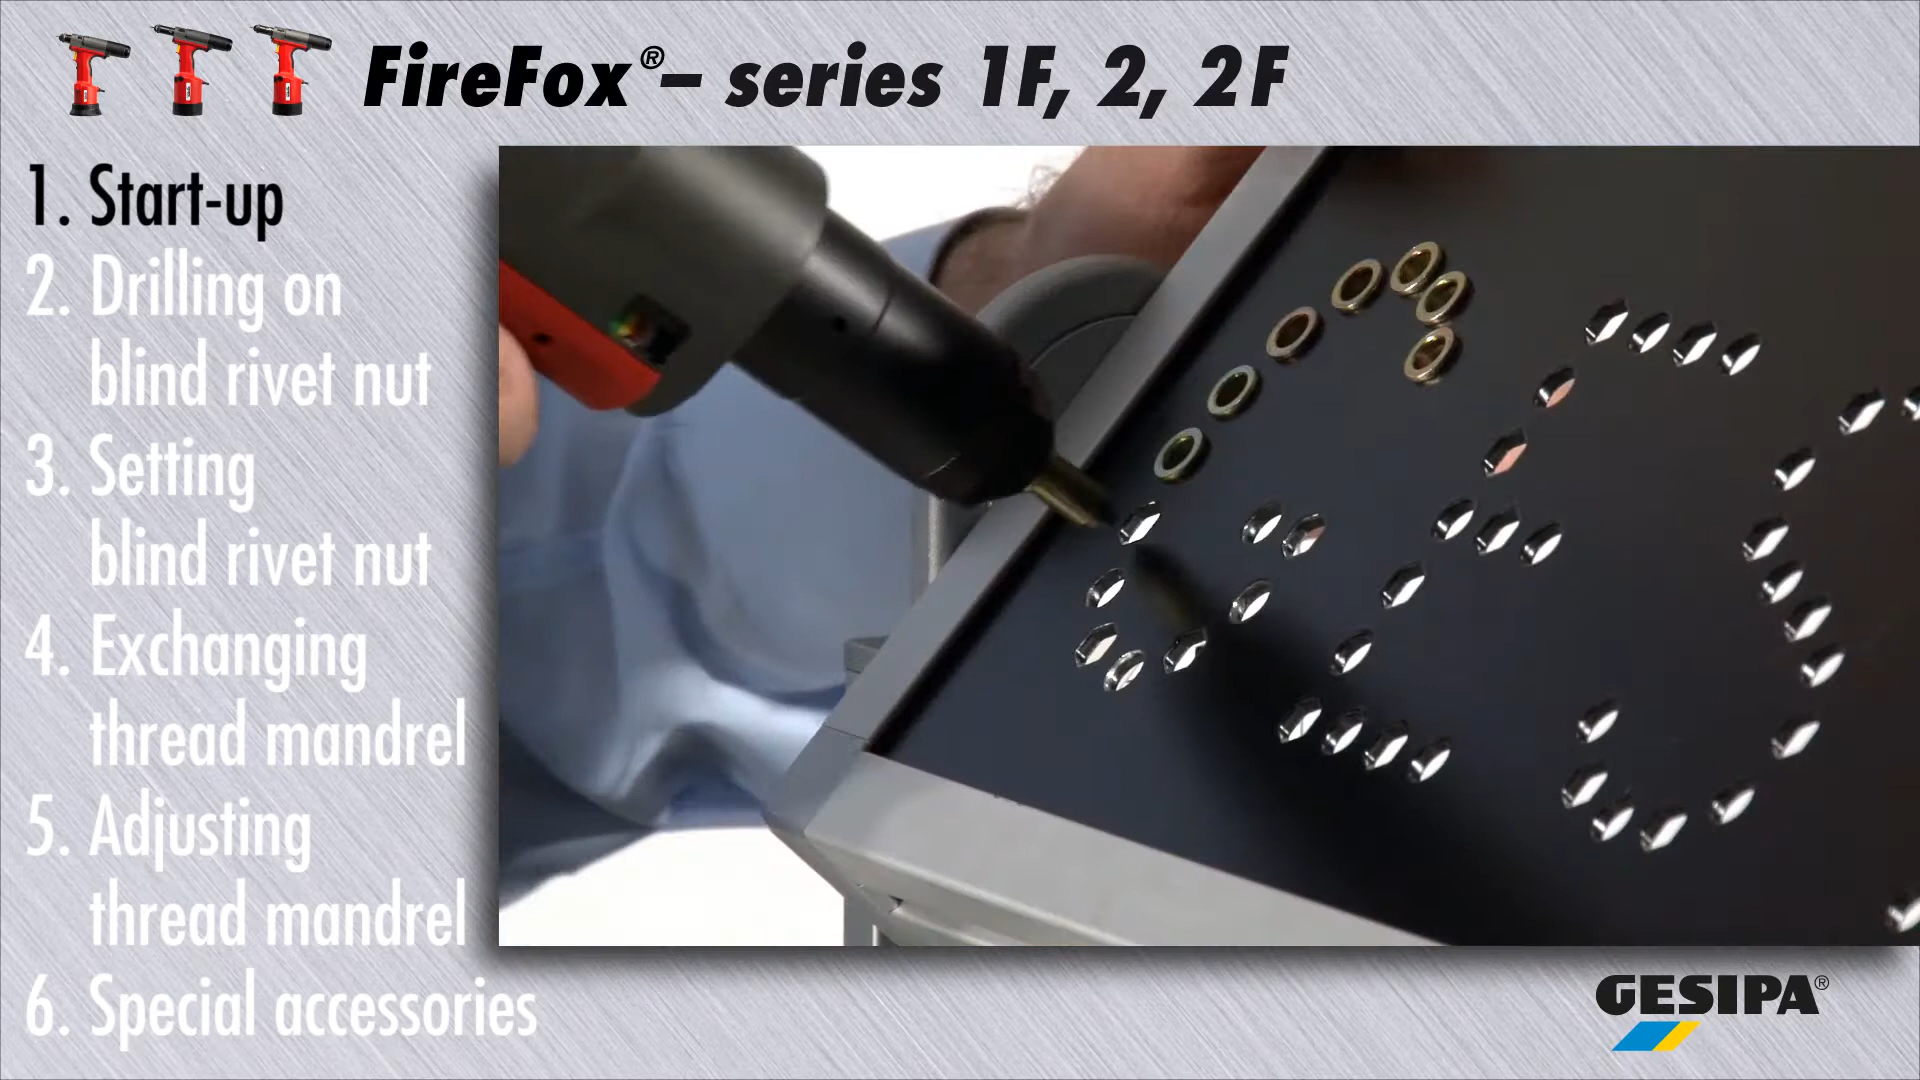 FireFox®– series 1F, 2, 2F
1. Start-up
2. Drilling on
blind rivet nut
3. Setting
blind rivet nut
4. Exchanging
thread mandrel
5. Adjusting
thread mandrel
6. Special accessories
GESIPA®